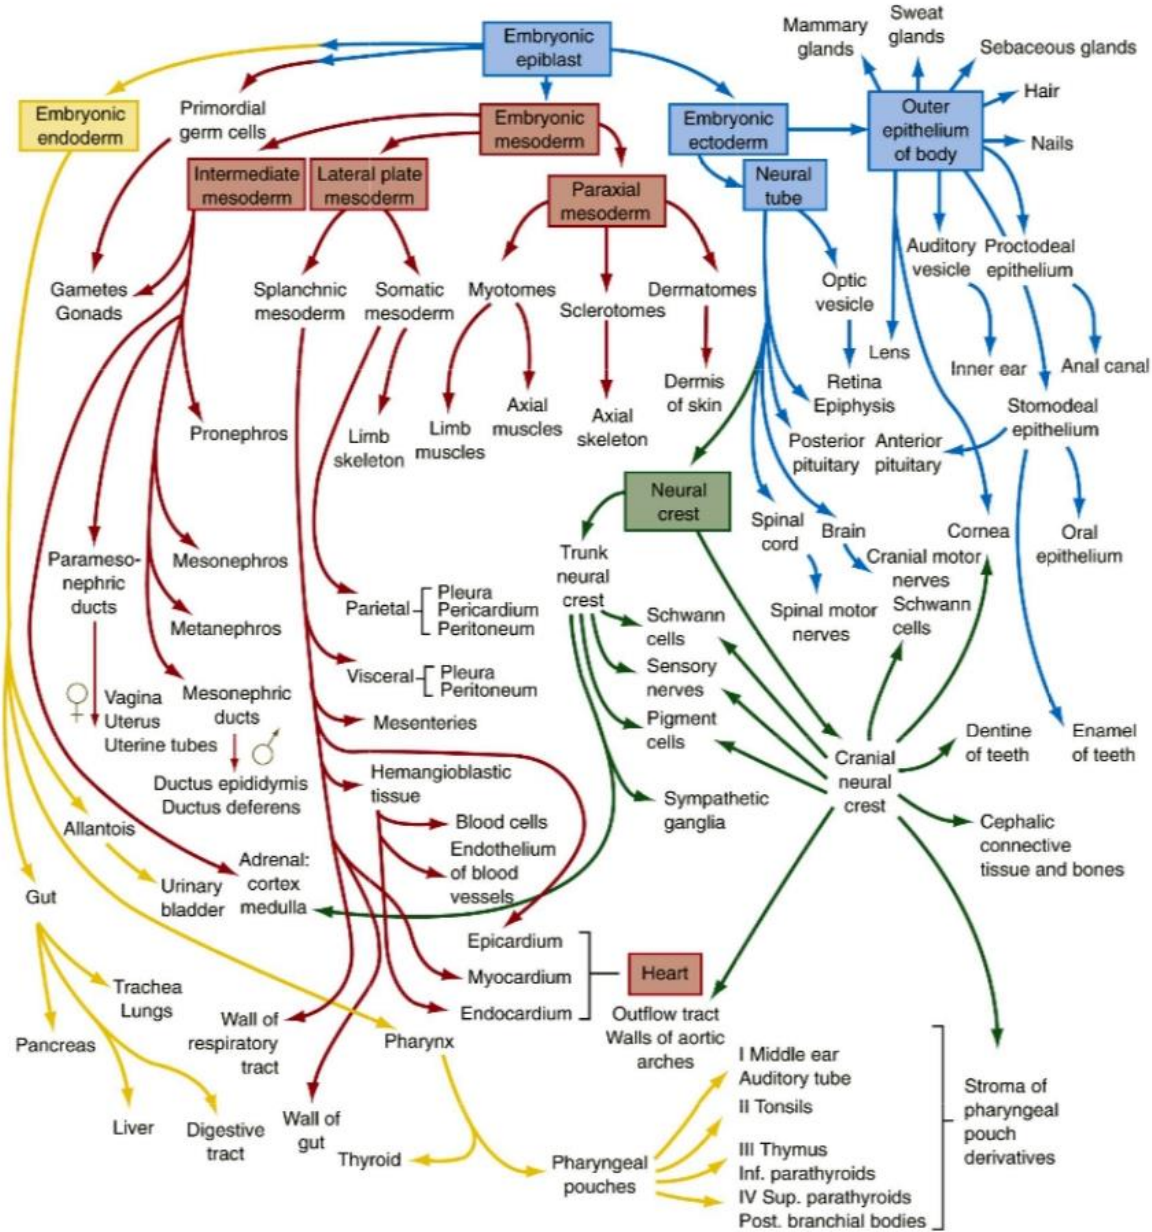 Embryonic
epiblast
Mammary
glands
Sweat
glands
Sebaceous glands
Hair
Nails
Embryonic
endoderm
Primordial
germ cells
Embryonic
mesoderm
Embryonic
ectoderm
Outer
epithelium
of body
Intermediate
mesoderm
Lateral plate
mesoderm
Paraxial
mesoderm
Neural
tube
Gametes
Gonads
Splanchnic
mesoderm
Somatic
mesoderm
Myotomes
Sclerotomes
Dermatomes
Optic
vesicle
Auditory
vesicle
Proctodeal
epithelium
Lens
Inner ear
Anal canal
Pronephros
Limb
skeleton
Limb
muscles
Axial
muscles
Axial
skeleton
Dermis
of skin
Retina
Epiphysis
Posterior
pituitary
Anterior
pituitary
Stomodeal
epithelium
Neural
crest
Spinal
cord
Brain
Cornea
Oral
epithelium
Parameso-
nephric
ducts
Mesonephros
Metanephros
Trunk
neural
crest
Cranial motor
nerves
Spinal motor
nerves
Schwann
cells
Parietal
Pleura
Pericardium
Peritoneum
Visceral
Pleura
Peritoneum
Mesenteries
Schwann
cells
Sensory
nerves
Pigment
cells
♀
Vagina
Uterus
Uterine tubes
Mesonephric
ducts
♂
Ductus epididymis
Ductus deferens
Hemangioblastic
tissue
Blood cells
Endothelium
of blood
vessels
Sympathetic
ganglia
Cranial
neural
crest
Dentine
of teeth
Enamel
of teeth
Cephalic
connective
tissue and bones
Allantois
Gut
Urinary
bladder
Adrenal:
cortex
medulla
Epicardium
Myocardium
Endocardium
Heart
Outflow tract
Walls of aortic
arches
Trachea
Lungs
Pancreas
Liver
Digestive
tract
Wall of
respiratory
tract
Wall of
gut
Pharynx
Thyroid
Pharyngeal
pouches
I Middle ear
Auditory tube
II Tonsils
III Thymus
Inf. parathyroids
IV Sup. parathyroids
Post. branchial bodies
Stroma of
pharyngeal
pouch
derivatives